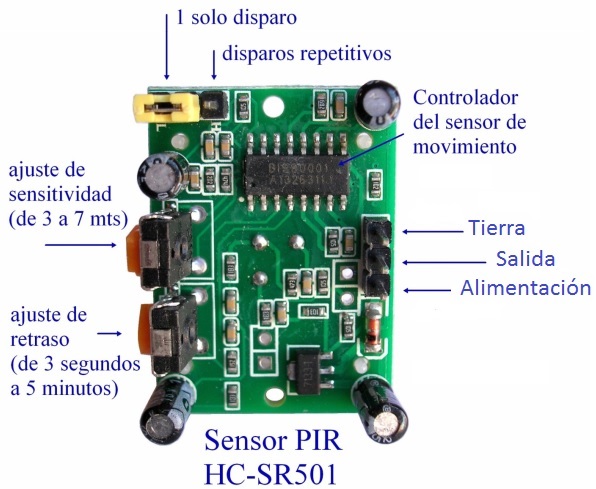 1 solo disparo
disparos repetitivos
Controlador
del sensor de
movimiento
L
H
BISS0001
ajuste de
sensitividad
(de 3 a 7 mts)
Tierra
Salida
Alimentación
ajuste de
retraso
(de 3 segundos
a 5 minutos)
Sensor PIR
HC-SR501